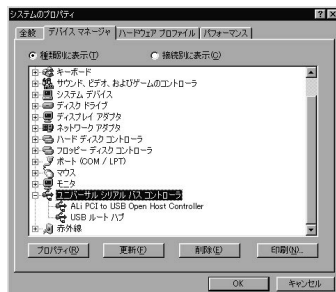 システムのプロパティ
全般 デバイス マネージャ ハードウェア プロファイル パフォーマンス
種類別に表示(T) 接続別に表示(C)
キーボード
サウンド、ビデオ、およびゲームのコントローラ
システム デバイス
ディスク ドライブ
ディスプレイ アダプタ
ネットワーク アダプタ
ハード ディスク コントローラ
フロッピー ディスク コントローラ
ポート (COM / LPT)
マウス
モニタ
ユニバーサル シリアル バス コントローラ
ALi PCI to USB Open Host Controller
USB ルート ハブ
赤外線
プロパティ(R) 更新(F) 削除(E) 印刷(N)...
OK キャンセル